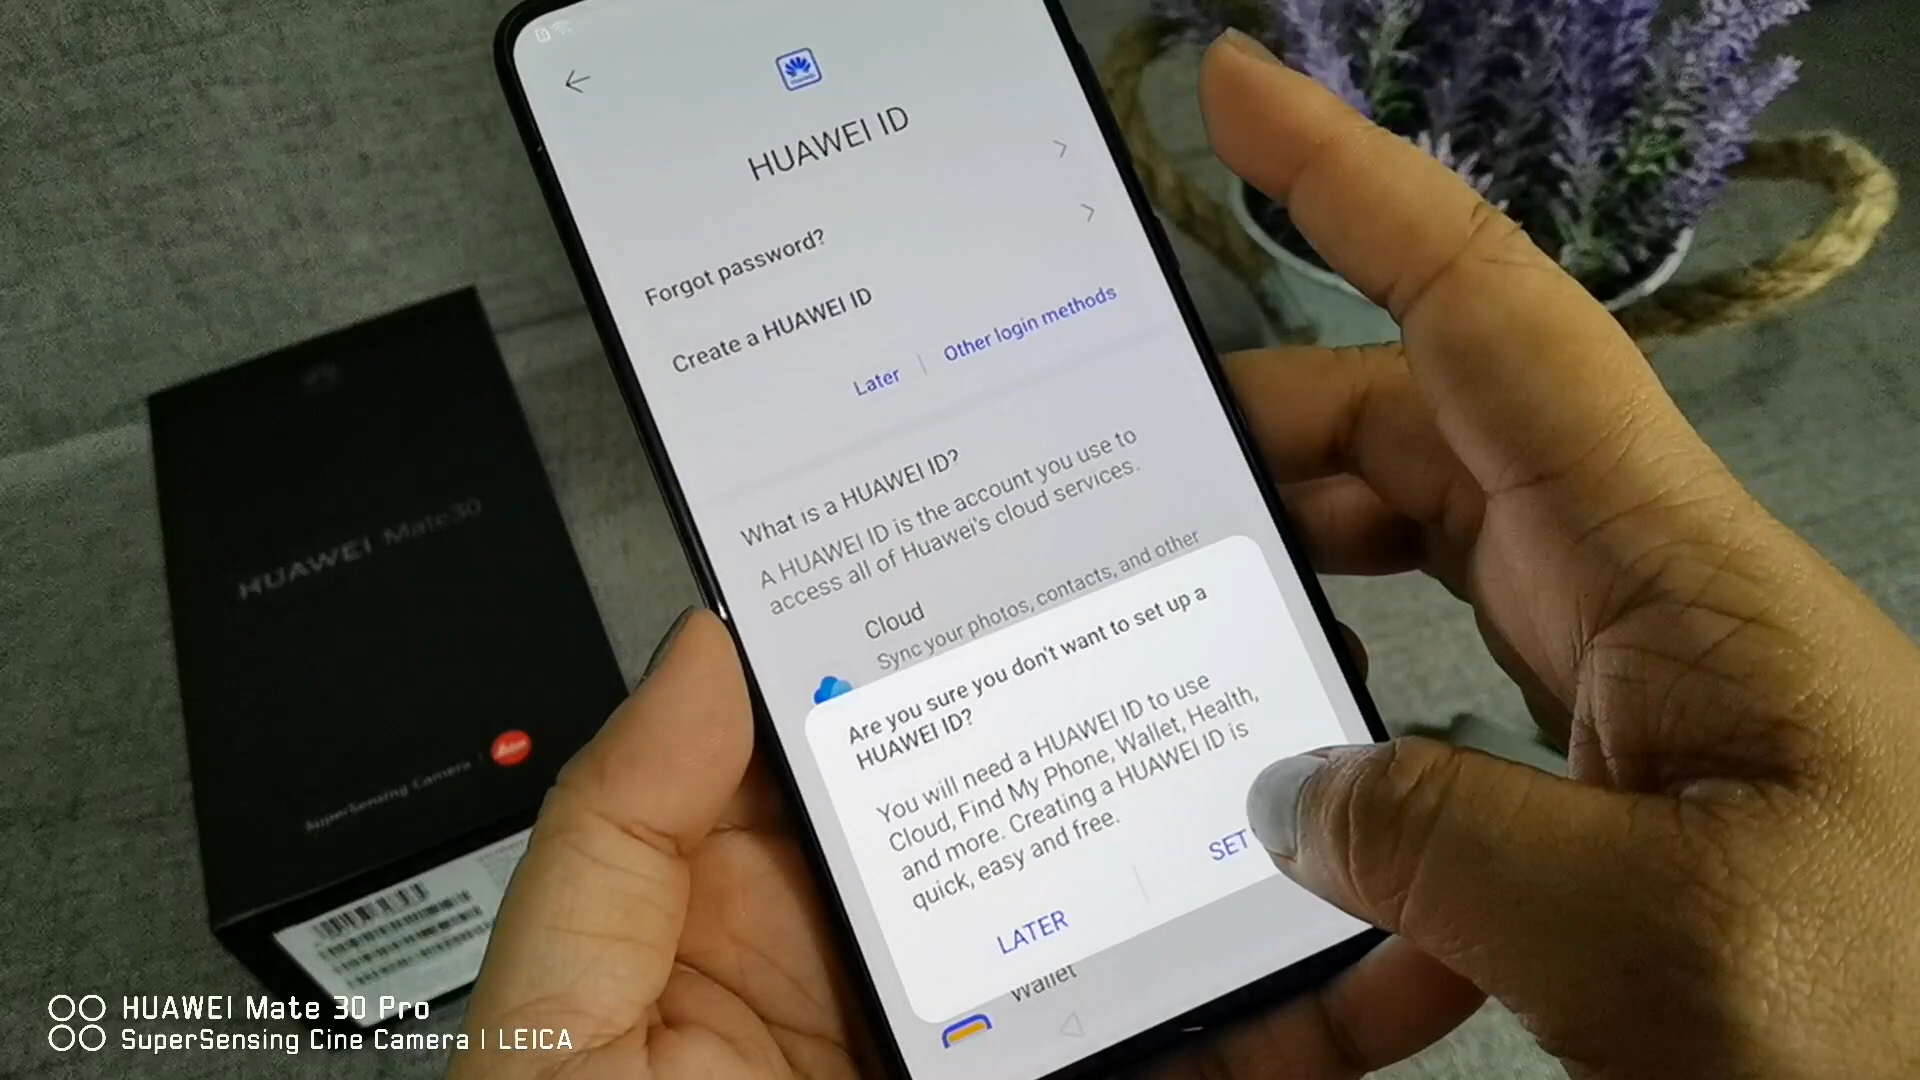 HUAWEI ID
Forgot password?
Create a HUAWEI ID
Later | Other login methods
What is a HUAWEI ID?
A HUAWEI ID is the account you use to
access all of Huawei's cloud services.
Cloud
Sync your photos, contacts, and other
Are you sure you don't want to set up a
HUAWEI ID?
You will need a HUAWEI ID to use
Cloud, Find My Phone, Wallet, Health,
and more. Creating a HUAWEI ID is
quick, easy and free.
LATER
SET
Wallet
HUAWEI Mate30
SuperSensing Camera |
HUAWEI Mate 30 Pro
SuperSensing Cine Camera | LEICA